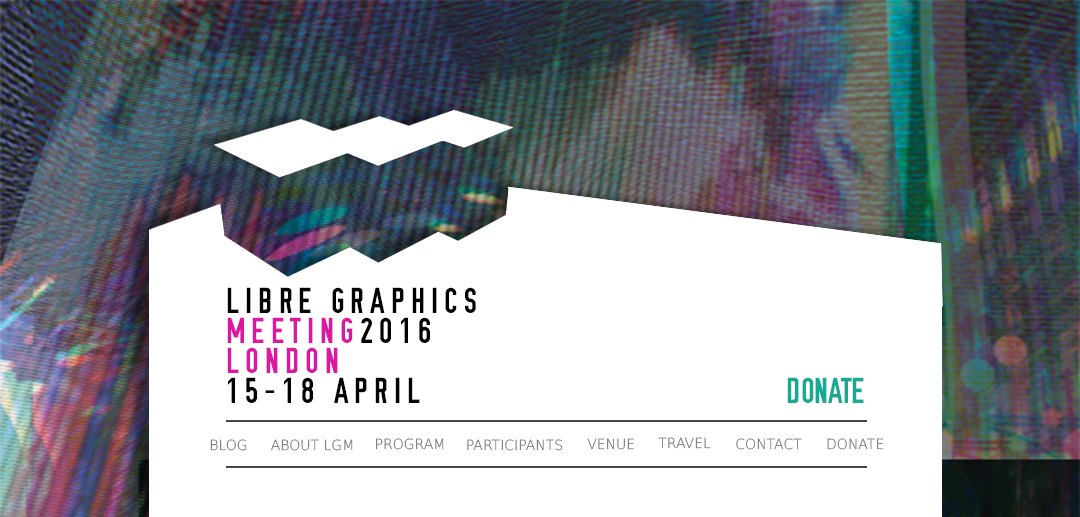 LIBRE GRAPHICS
MEETING2016
LONDON
15-18 APRIL
DONATE
BLOG ABOUT LGM PROGRAM PARTICIPANTS VENUE TRAVEL CONTACT DONATE